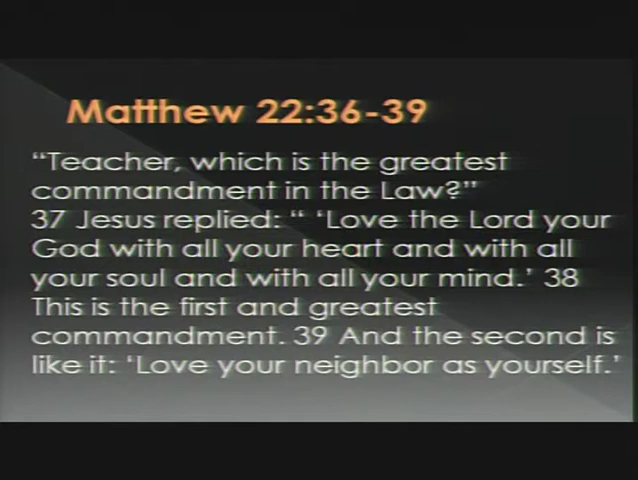 Matthew 22:36-39
“Teacher, which is the greatest
commandment in the Law?”
37 Jesus replied: “ ‘Love the Lord your
God with all your heart and with all
your soul and with all your mind.’ 38
This is the first and greatest
commandment. 39 And the second is
like it: ‘Love your neighbor as yourself.’